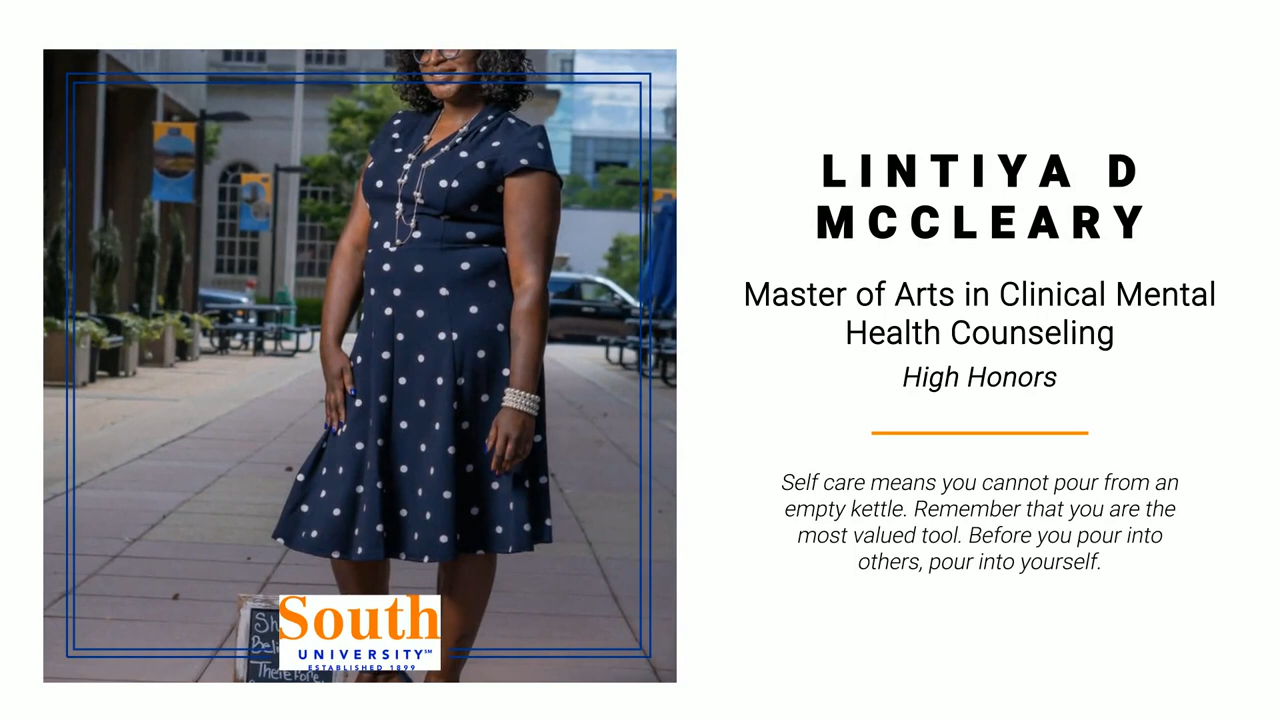 LINTIYA D
MCCLEARY
Master of Arts in Clinical Mental
Health Counseling
High Honors
Self care means you cannot pour from an
empty kettle. Remember that you are the
most valued tool. Before you pour into
others, pour into yourself.
South
UNIVERSITY℠
ESTABLISHED 1899
Therefore,